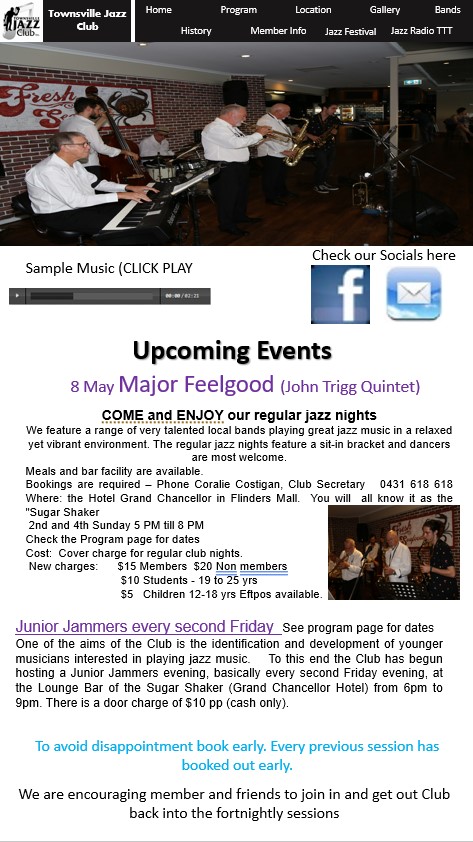 TOWNSVILLE
JAZZ
Club
Townsville Jazz
Club
Home Program Location Gallery Bands
History Member Info Jazz Festival Jazz Radio TTT
Fresh
Check our Socials here
Sample Music (CLICK PLAY
00:00 / 02:21
Upcoming Events
8 May Major Feelgood (John Trigg Quintet)
COME and ENJOY our regular jazz nights
We feature a range of very talented local bands playing great jazz music in a relaxed
yet vibrant environment. The regular jazz nights feature a sit-in bracket and dancers
are most welcome.
Meals and bar facility are available.
Bookings are required – Phone Coralie Costigan, Club Secretary 0431 618 618
Where: the Hotel Grand Chancellor in Flinders Mall. You will all know it as the
"Sugar Shaker
2nd and 4th Sunday 5 PM till 8 PM
Check the Program page for dates
Cost: Cover charge for regular club nights.
New charges: $15 Members $20 Non members
$10 Students - 19 to 25 yrs
$5 Children 12-18 yrs Eftpos available.
Junior Jammers every second Friday See program page for dates
One of the aims of the Club is the identification and development of younger
musicians interested in playing jazz music. To this end the Club has begun
hosting a Junior Jammers evening, basically every second Friday evening, at
the Lounge Bar of the Sugar Shaker (Grand Chancellor Hotel) from 6pm to
9pm. There is a door charge of $10 pp (cash only).
To avoid disappointment book early. Every previous session has
booked out early.
We are encouraging member and friends to join in and get out Club
back into the fortnightly sessions